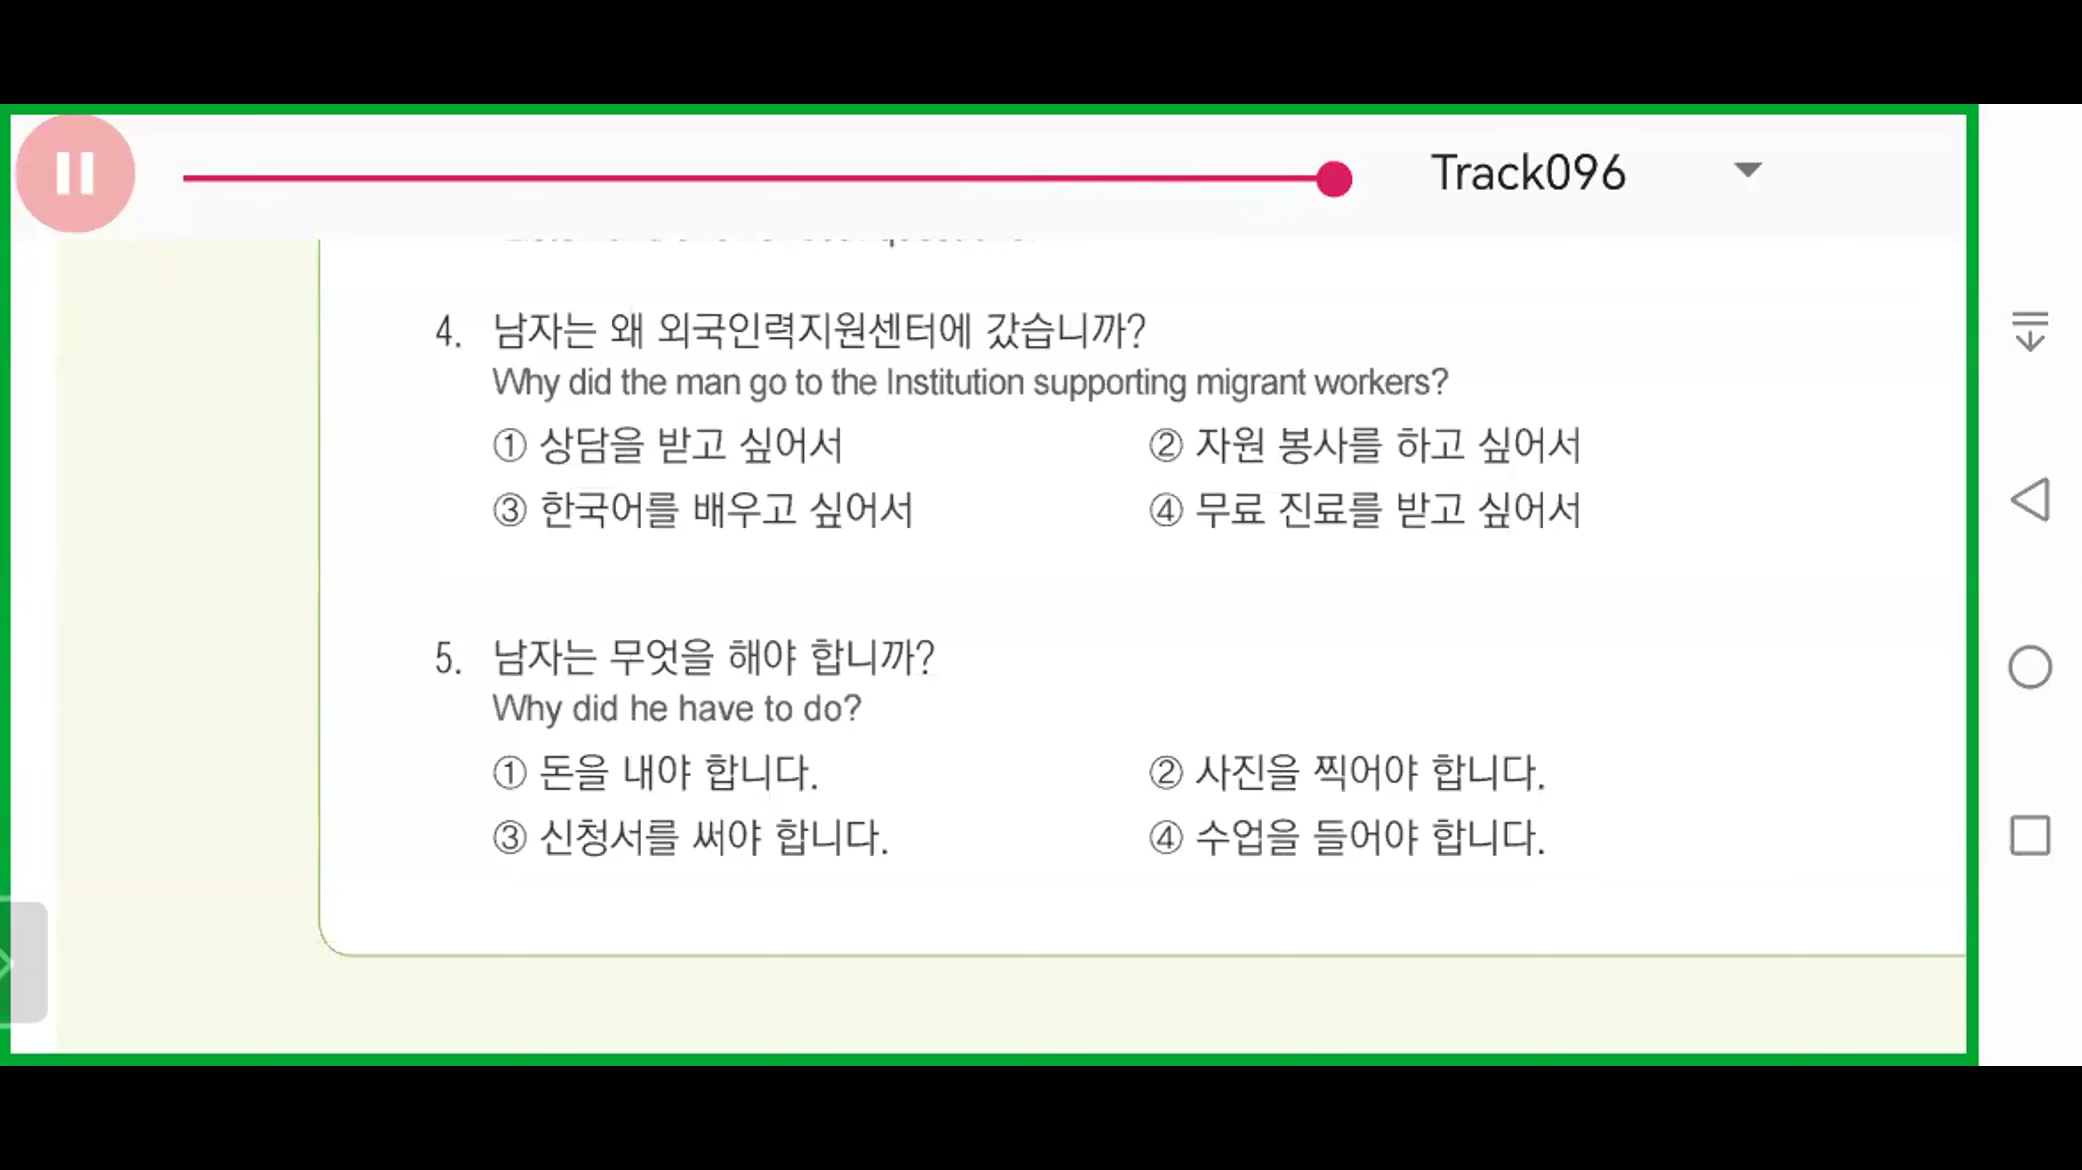 Track096
4. 남자는 왜 외국인력지원센터에 갔습니까?
Why did the man go to the Institution supporting migrant workers?
① 상담을 받고 싶어서 ② 자원 봉사를 하고 싶어서
③ 한국어를 배우고 싶어서 ④ 무료 진료를 받고 싶어서
5. 남자는 무엇을 해야 합니까?
Why did he have to do?
① 돈을 내야 합니다. ② 사진을 찍어야 합니다.
③ 신청서를 써야 합니다. ④ 수업을 들어야 합니다.